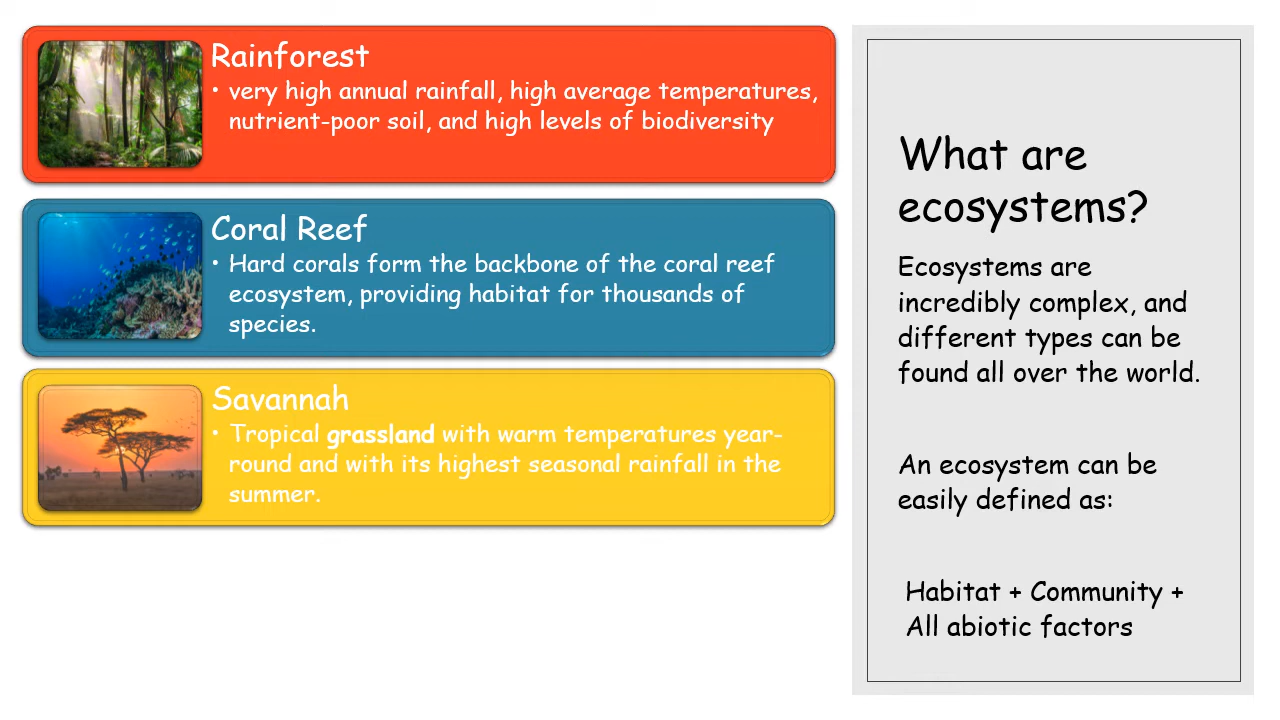 Rainforest
• very high annual rainfall, high average temperatures,
nutrient-poor soil, and high levels of biodiversity
Coral Reef
• Hard corals form the backbone of the coral reef
ecosystem, providing habitat for thousands of
species.
Savannah
• Tropical grassland with warm temperatures year-
round and with its highest seasonal rainfall in the
summer.
What are
ecosystems?
Ecosystems are
incredibly complex, and
different types can be
found all over the world.
An ecosystem can be
easily defined as:
Habitat + Community +
All abiotic factors